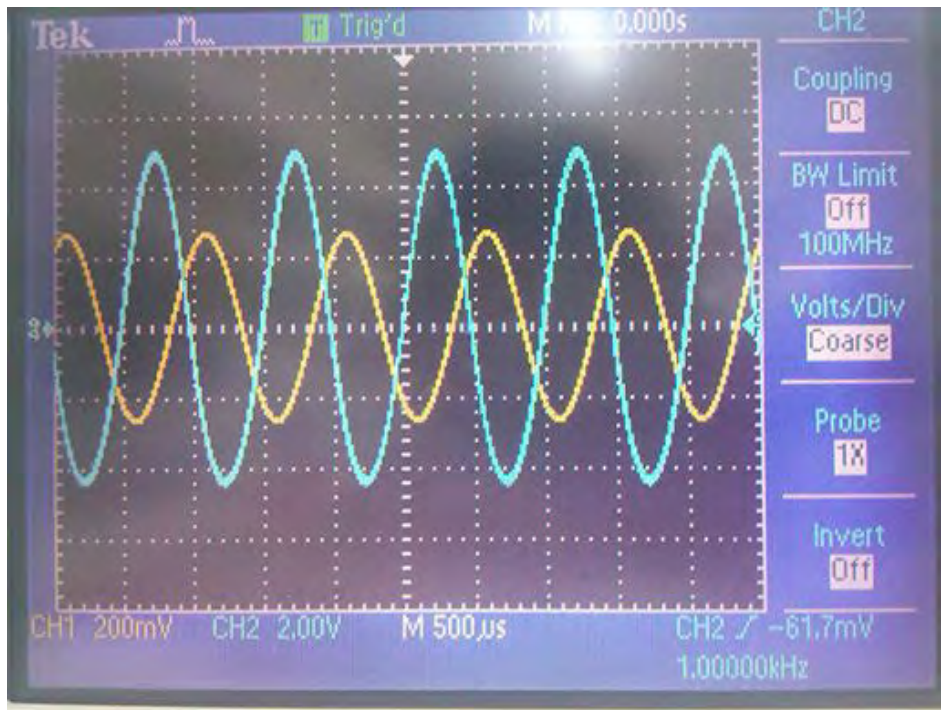 Tek
Trig'd
M
0.000s
CH2
Coupling
DC
BW Limit
Off
100MHz
Volts/Div
Coarse
Probe
1X
Invert
Off
CH1 200mV
CH2 2.00V
M 500µs
CH2 -61.7mV
1.00000kHz